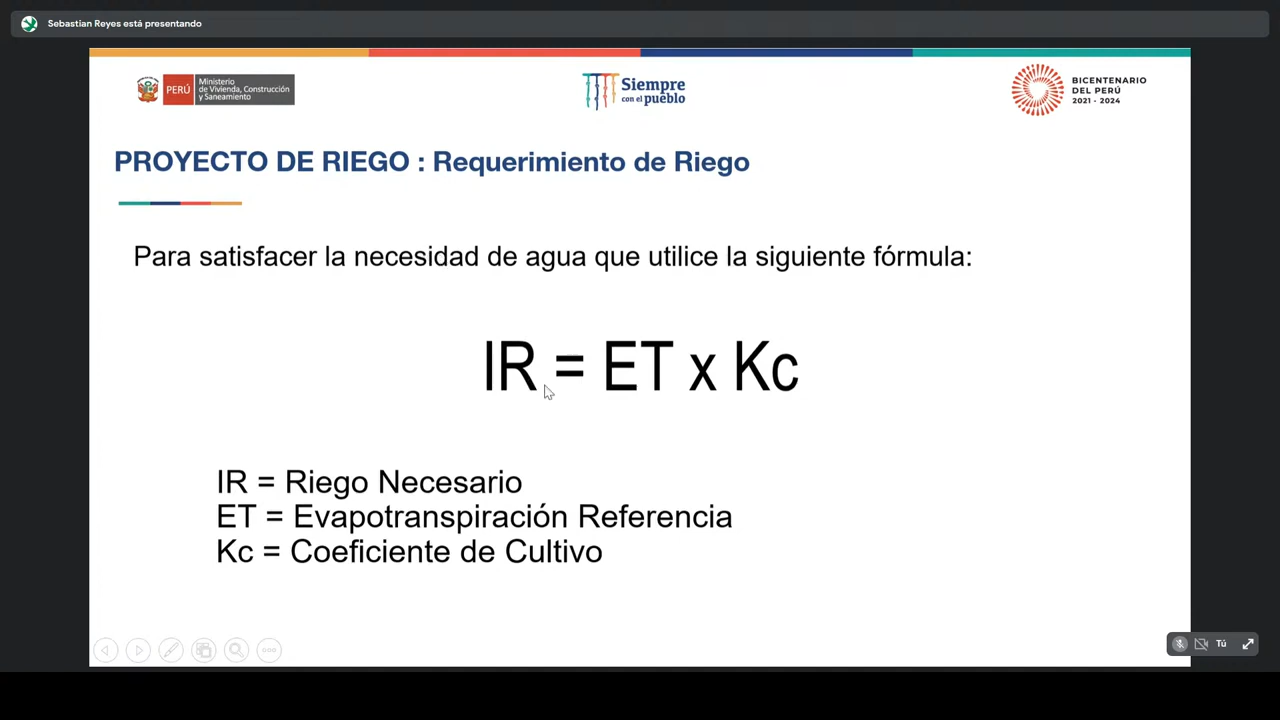 Sebastian Reyes está presentando
PERÚ
Ministerio
de Vivienda, Construcción
y Saneamiento
Siempre
con el pueblo
BICENTENARIO
DEL PERÚ
2021 - 2024
PROYECTO DE RIEGO : Requerimiento de Riego
Para satisfacer la necesidad de agua que utilice la siguiente fórmula:
IR = ET x Kc
IR = Riego Necesario
ET = Evapotranspiración Referencia
Kc = Coeficiente de Cultivo
Tú